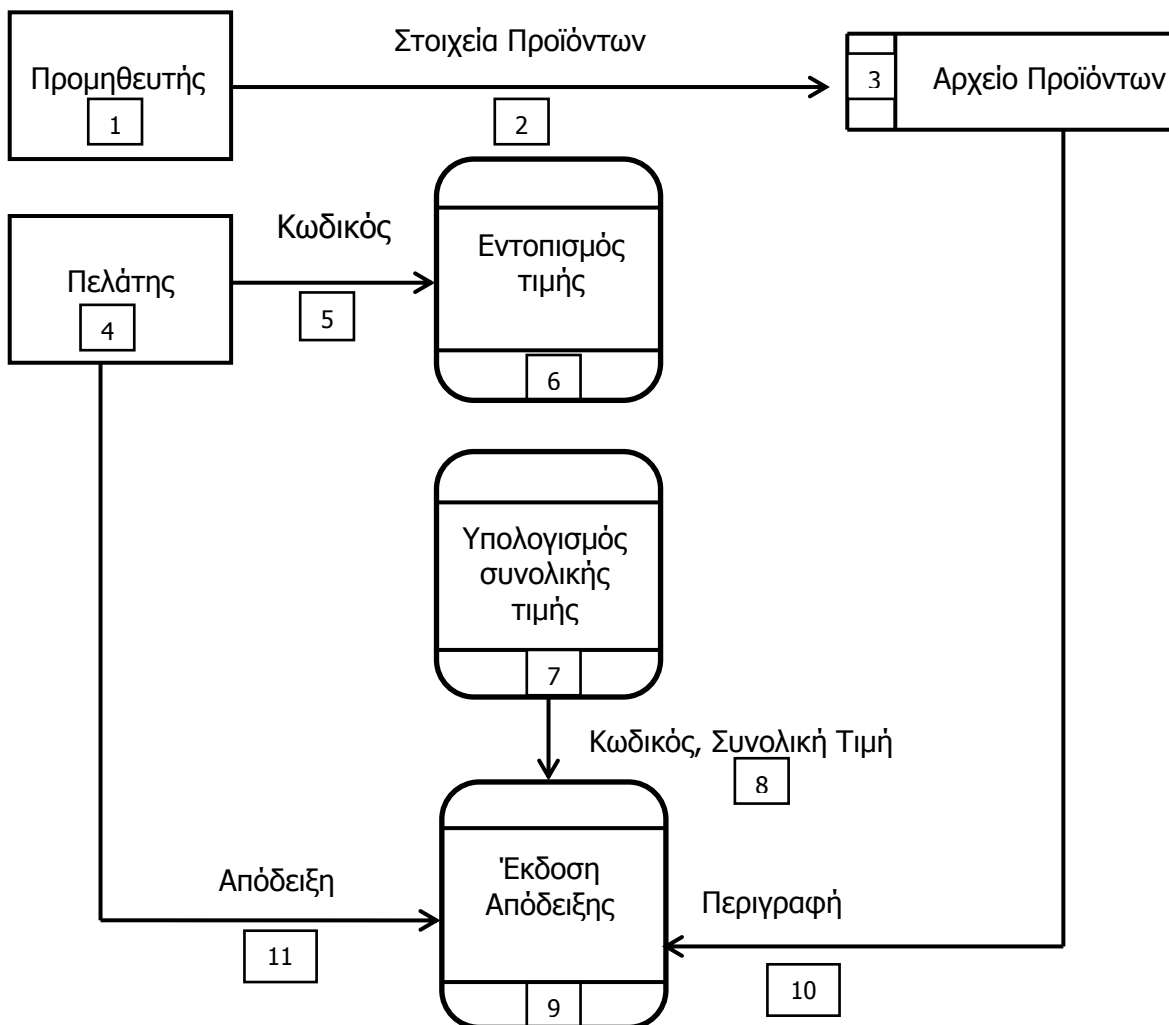 Στοιχεία Προϊόντων
Προμηθευτής
1
2
3
Αρχείο Προϊόντων
Κωδικός
Πελάτης
4
5
Εντοπισμός
τιμής
6
Υπολογισμός
συνολικής
τιμής
7
Κωδικός, Συνολική Τιμή
8
Απόδειξη
11
Έκδοση
Απόδειξης
9
Περιγραφή
10